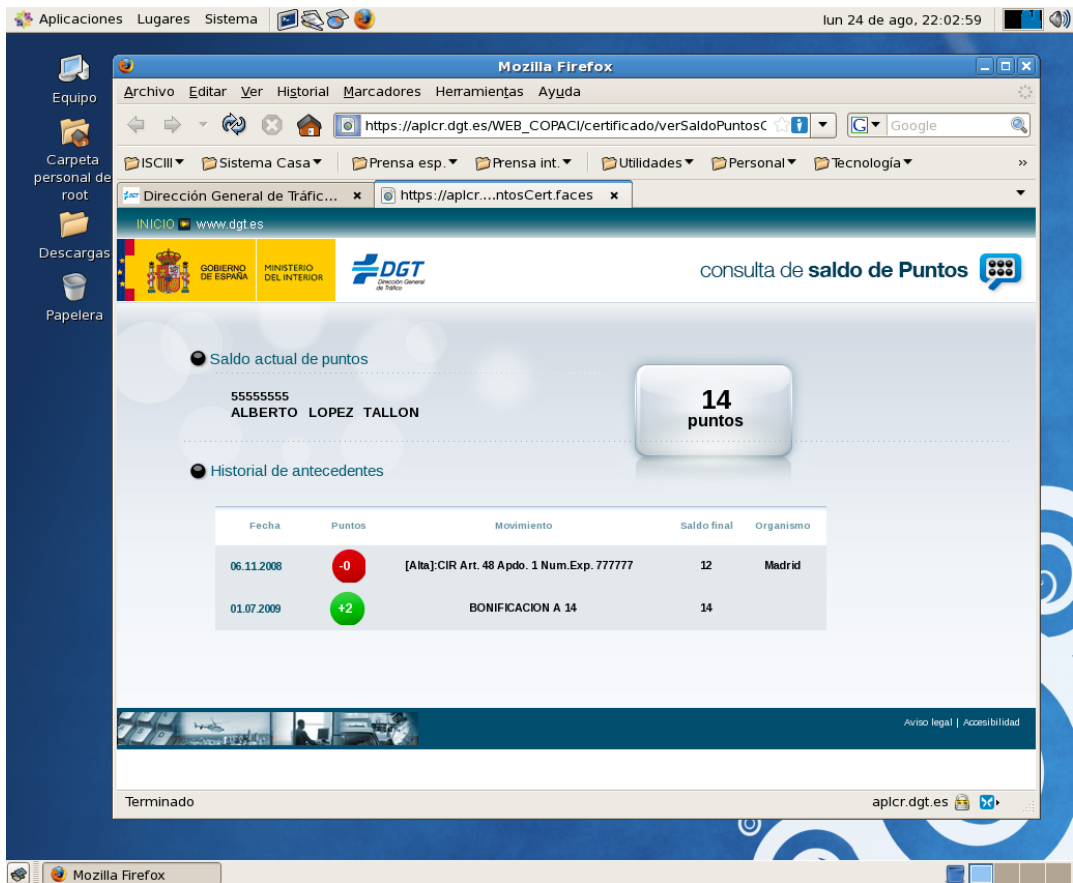 Aplicaciones Lugares Sistema
lun 24 de ago, 22:02:59
Equipo
Carpeta
personal de
root
Descargas
Papelera
Mozilla Firefox
Archivo Editar Ver Historial Marcadores Herramientas Ayuda
https://aplcr.dgt.es/WEB_COPACI/certificado/verSaldoPuntosC
G Google
ISCIII Sistema Casa Prensa esp. Prensa int. Utilidades Personal Tecnología »
Dirección General de Tráfic... https://aplcr....ntosCert.faces
INICIO www.dgt.es
GOBIERNO
DE ESPAÑA
MINISTERIO
DEL INTERIOR
DGT
Dirección General
de Tráfico
consulta de saldo de Puntos
Saldo actual de puntos
55555555
ALBERTO LOPEZ TALLON
14
puntos
Historial de antecedentes
Fecha Puntos Movimiento Saldo final Organismo
06.11.2008 -0 [Alta]:CIR Art. 48 Apdo. 1 Num.Exp. 777777 12 Madrid
01.07.2009 +2 BONIFICACION A 14 14
Aviso legal | Accesibilidad
Terminado
aplcr.dgt.es
Mozilla Firefox